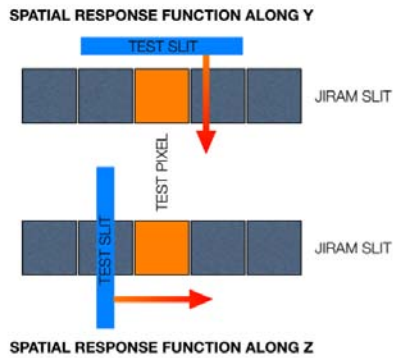 SPATIAL RESPONSE FUNCTION ALONG Y
TEST SLIT
JIRAM SLIT
TEST PIXEL
TEST SLIT
JIRAM SLIT
SPATIAL RESPONSE FUNCTION ALONG Z